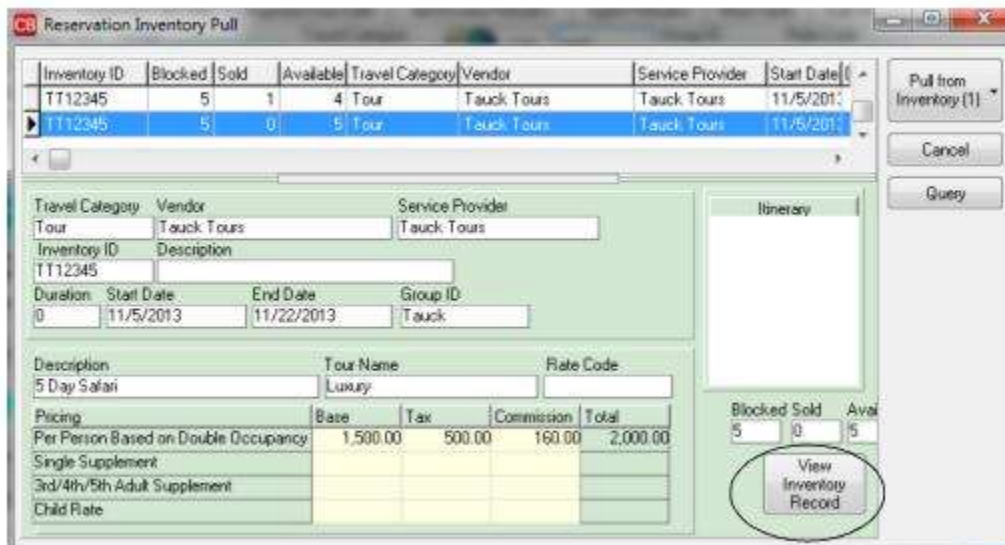 CB Reservation Inventory Pull
Inventory ID Blocked Sold Available Travel Category Vendor Service Provider Start Date
TT12345 5 1 4 Tour Tauck Tours Tauck Tours 11/5/201
TT12345 5 0 5 Tour Tauck Tours Tauck Tours 11/5/201
Pull from
Inventory (1)
Cancel
Query
Travel Category Vendor Service Provider
Tour Tauck Tours Tauck Tours
Inventory ID Description
TT12345
Duration Start Date End Date Group ID
0 11/5/2013 11/22/2013 Tauck
Itinerary
Description Tour Name Rate Code
5 Day Safari Luxury
Pricing Base Tax Commission Total
Per Person Based on Double Occupancy 1,500.00 500.00 160.00 2,000.00
Single Supplement
3rd/4th/5th Adult Supplement
Child Rate
Blocked Sold Avai
5 0 5
View
Inventory
Record